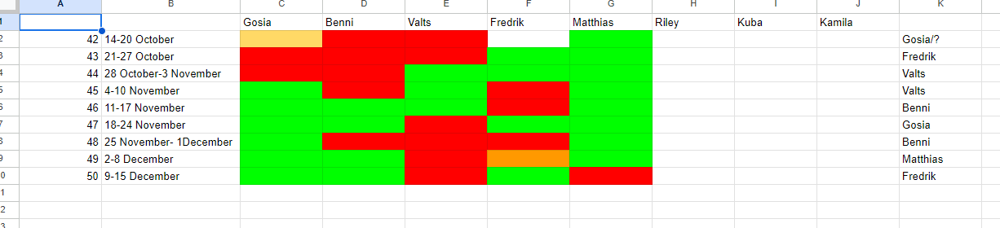 A B C D E F G H I J K
1 Gosia Benni Valts Fredrik Matthias Riley Kuba Kamila
2 42 14-20 October Gosia/?
3 43 21-27 October Fredrik
4 44 28 October-3 November Valts
5 45 4-10 November Valts
6 46 11-17 November Benni
7 47 18-24 November Gosia
8 48 25 November- 1December Benni
9 49 2-8 December Matthias
0 50 9-15 December Fredrik
1
2
3